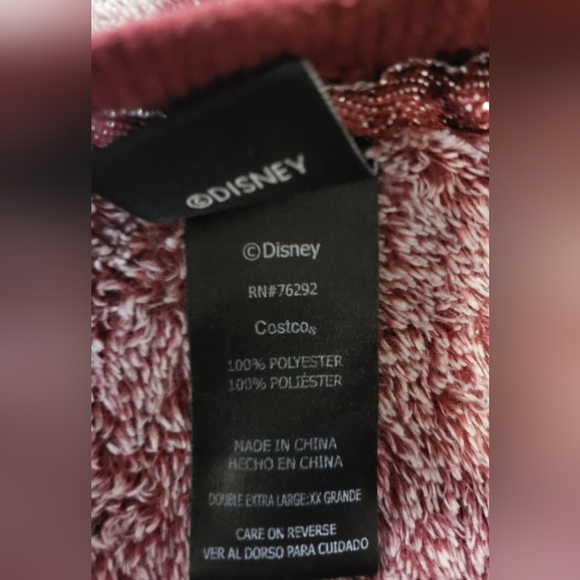 ©DISNEY
©Disney
RN#76292
Costco®
100% POLYESTER
100% POLIÉSTER
MADE IN CHINA
HECHO EN CHINA
DOUBLE EXTRA LARGE:XX GRANDE
CARE ON REVERSE
VER AL DORSO PARA CUIDADO